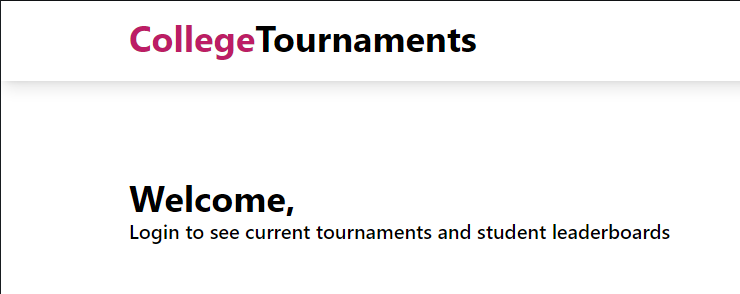 CollegeTournaments
Welcome,
Login to see current tournaments and student leaderboards